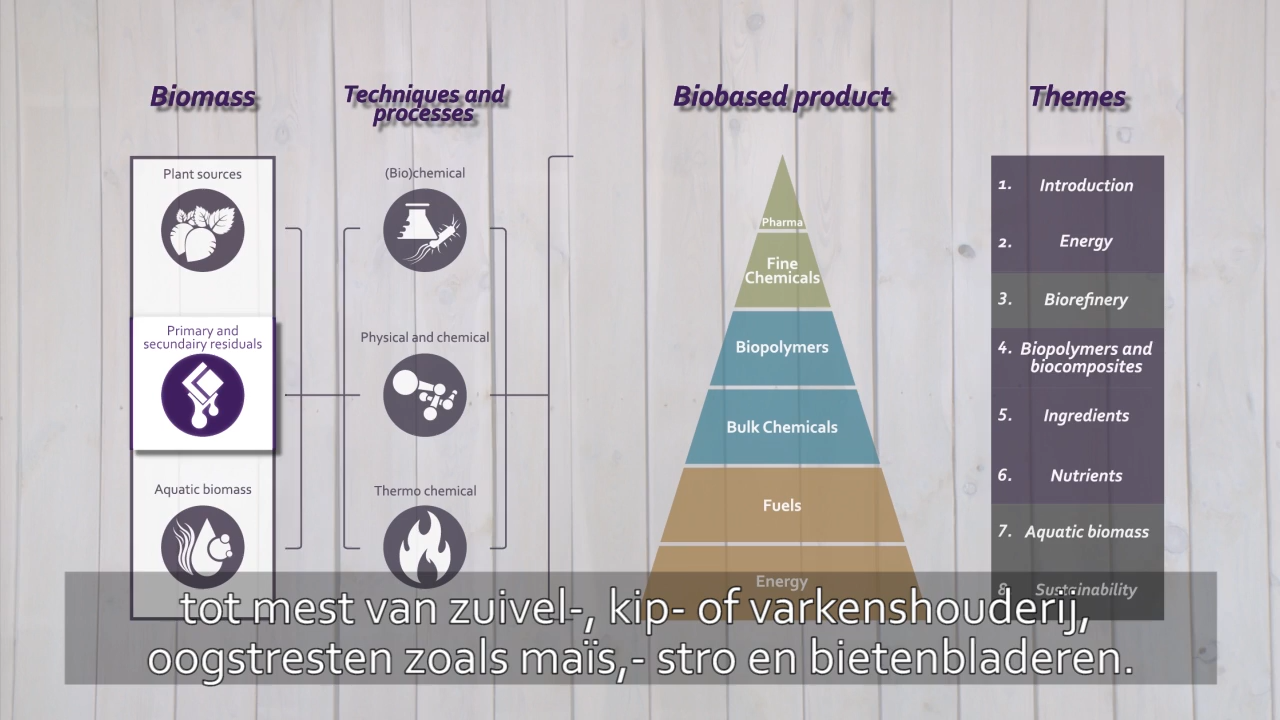 Biomass
Plant sources
Primary and
secundairy residuals
Aquatic biomass
Techniques and
processes
(Bio)chemical
Physical and chemical
Thermo chemical
Biobased product
Pharma
Fine
Chemicals
Biopolymers
Bulk Chemicals
Fuels
Energy
Themes
1. Introduction
2. Energy
3. Biorefinery
4. Biopolymers and
biocomposites
5. Ingredients
6. Nutrients
7. Aquatic biomass
8. Sustainability
tot mest van zuivel-, kip- of varkenshouderij,
oogstresten zoals maïs,- stro en bietenbladeren.